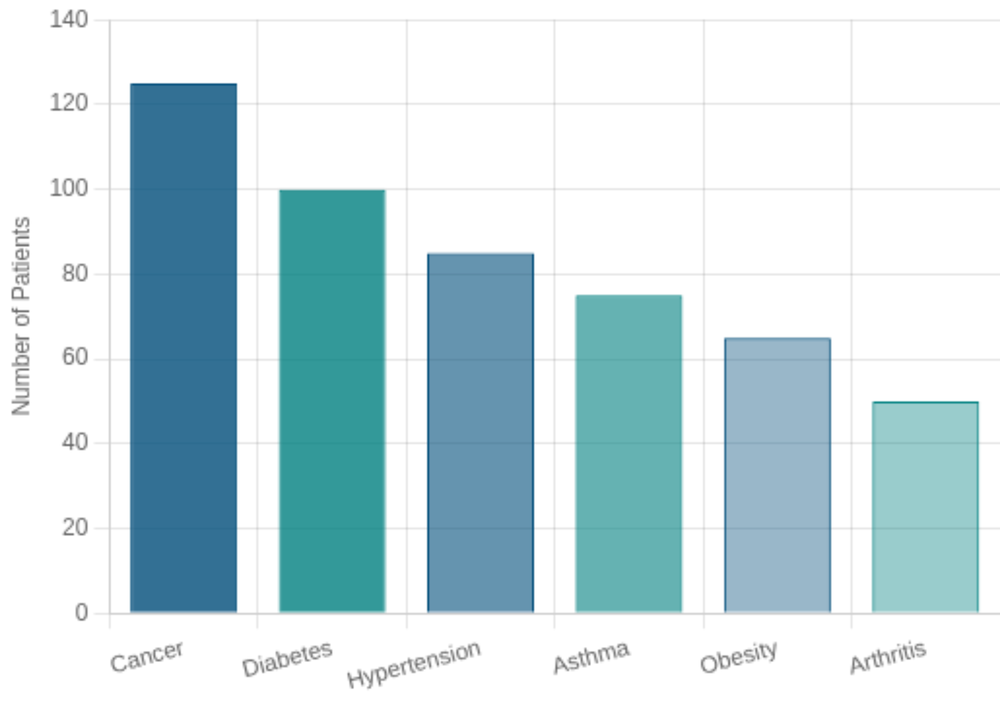 140
120
100
80
60
40
20
0
Number of Patients
Cancer
Diabetes
Hypertension
Asthma
Obesity
Arthritis